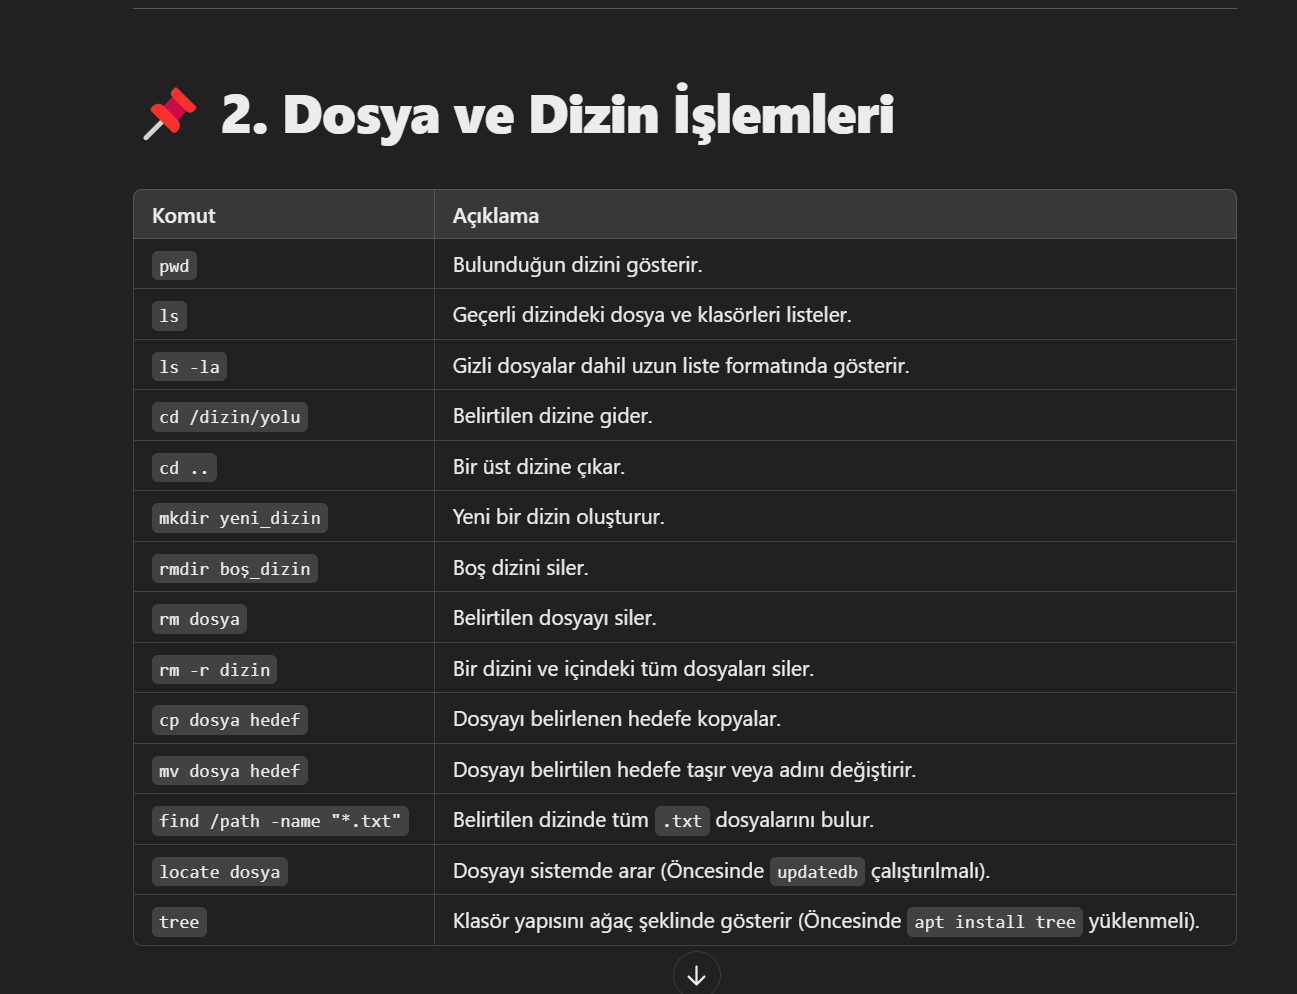 2. Dosya ve Dizin İşlemleri
Komut Açıklama
pwd Bulunduğun dizini gösterir.
ls Geçerli dizindeki dosya ve klasörleri listeler.
ls -la Gizli dosyalar dahil uzun liste formatında gösterir.
cd /dizin/yolu Belirtilen dizine gider.
cd .. Bir üst dizine çıkar.
mkdir yeni_dizin Yeni bir dizin oluşturur.
rmdir boş_dizin Boş dizini siler.
rm dosya Belirtilen dosyayı siler.
rm -r dizin Bir dizini ve içindeki tüm dosyaları siler.
cp dosya hedef Dosyayı belirlenen hedefe kopyalar.
mv dosya hedef Dosyayı belirtilen hedefe taşır veya adını değiştirir.
find /path -name "*.txt" Belirtilen dizinde tüm .txt dosyalarını bulur.
locate dosya Dosyayı sistemde arar (Öncesinde updatedb çalıştırılmalı).
tree Klasör yapısını ağaç şeklinde gösterir (Öncesinde apt install tree yüklenmeli).